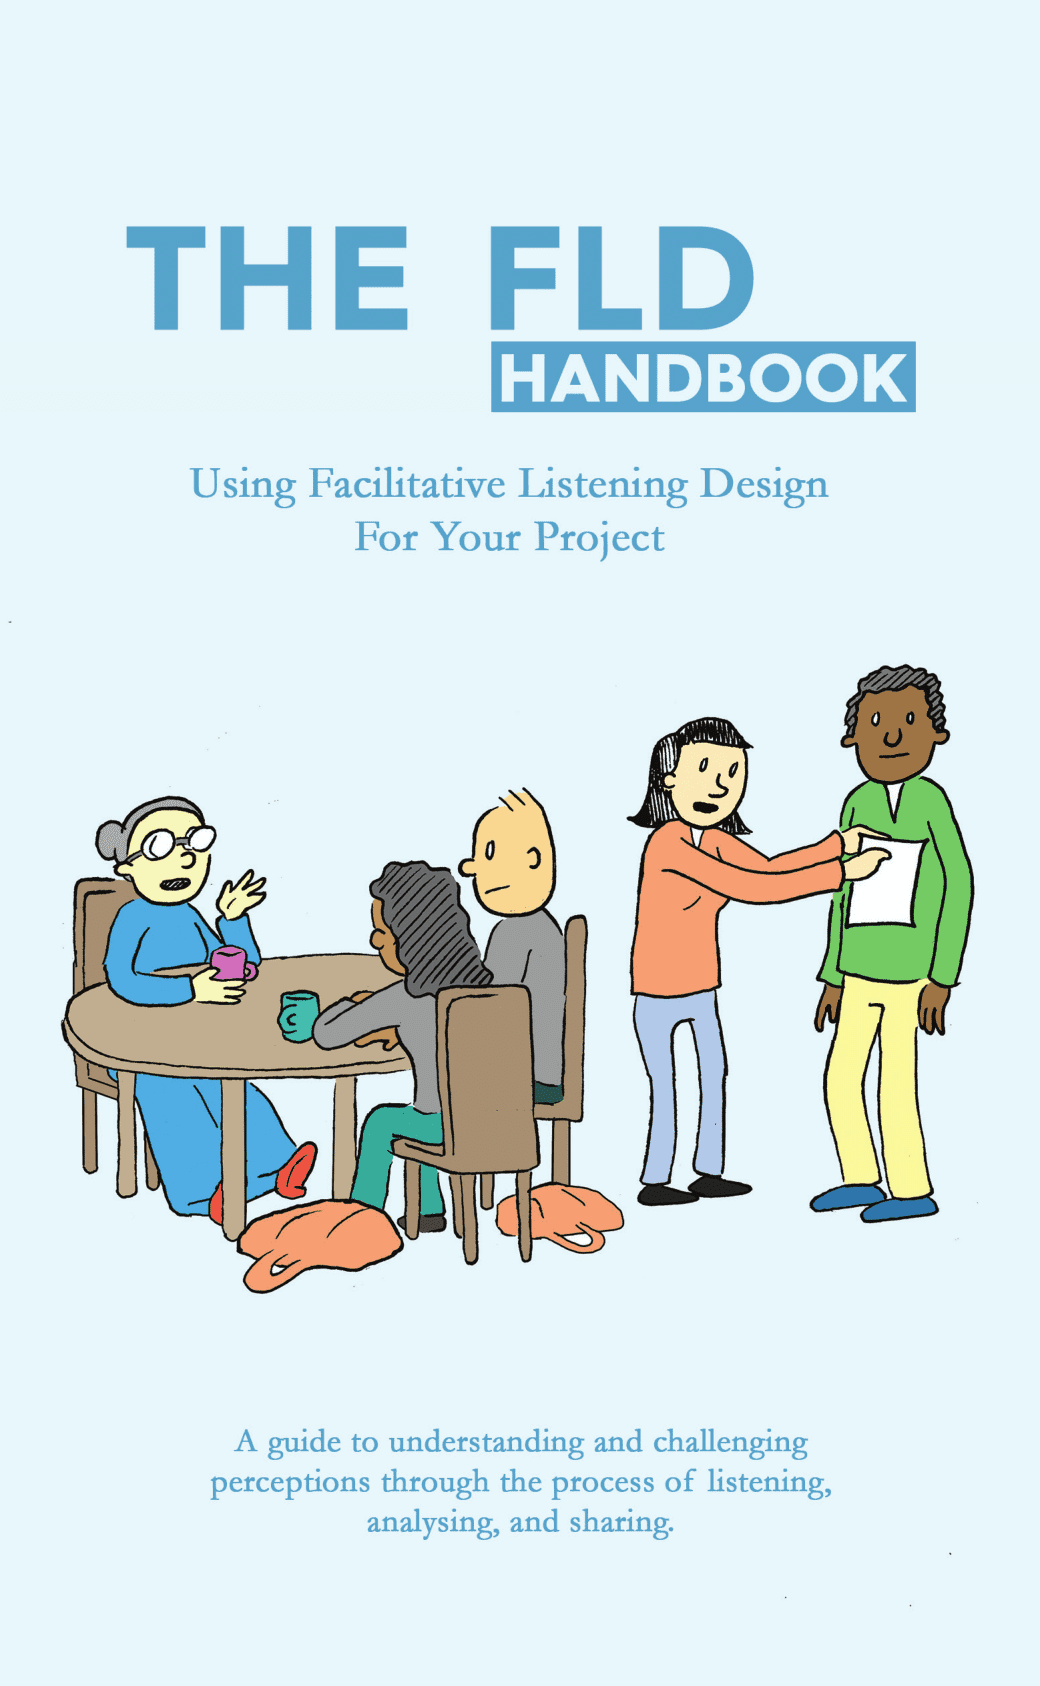 THE FLD
HANDBOOK
Using Facilitative Listening Design
For Your Project
A guide to understanding and challenging
perceptions through the process of listening,
analysing, and sharing.